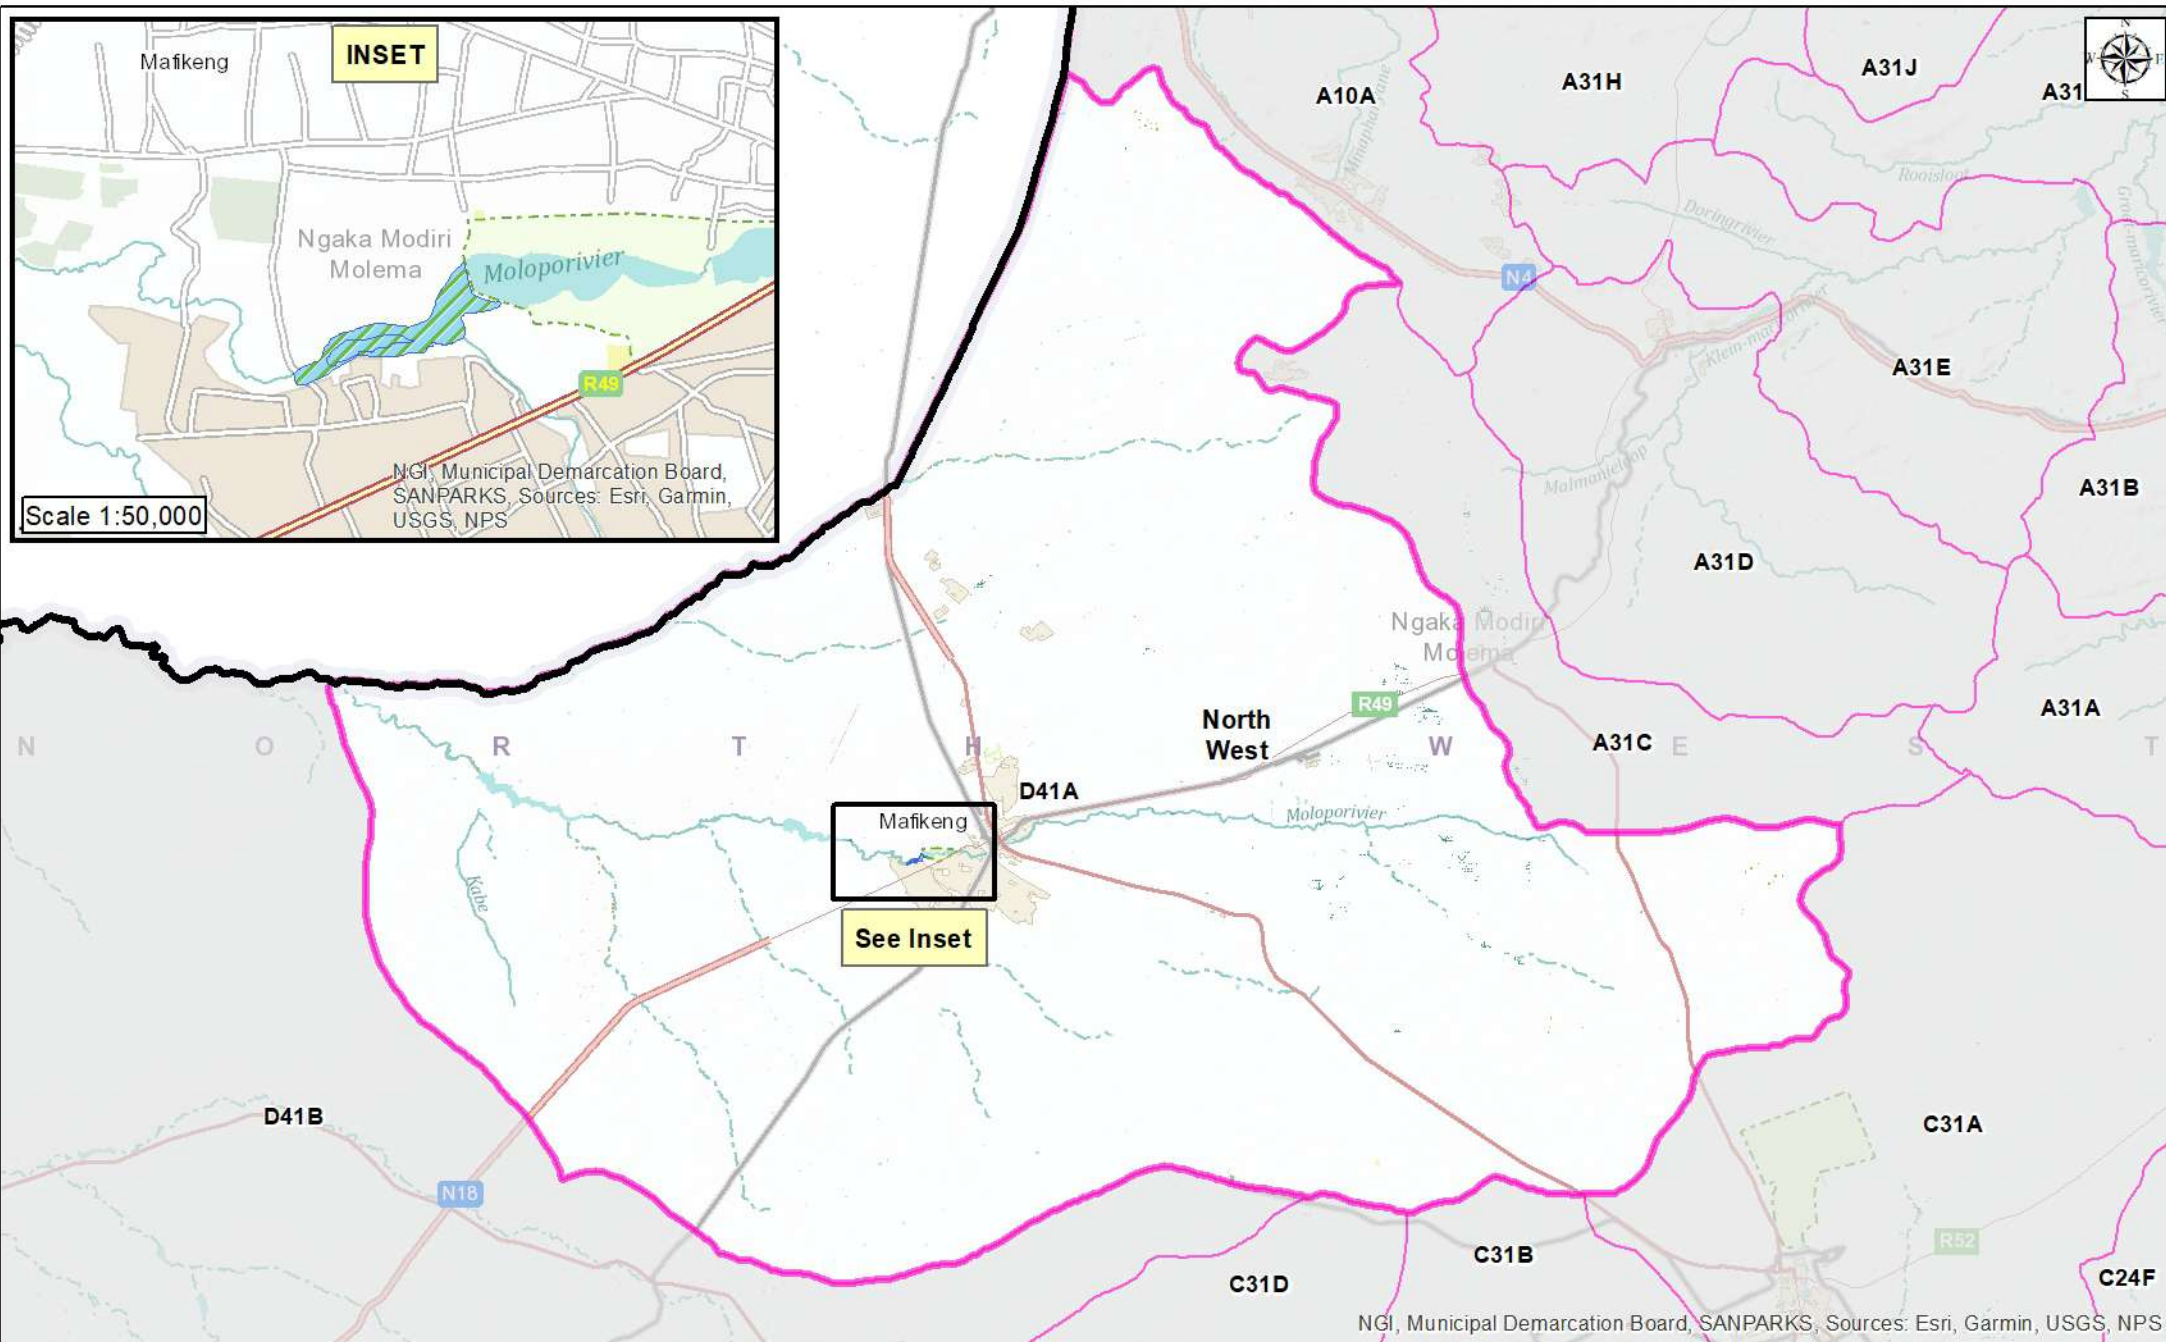 INSET
Mafikeng
Ngaka Modiri
Molema
Moloporivier
R49
NGI, Municipal Demarcation Board,
SANPARKS, Sources: Esri, Garmin,
USGS, NPS
Scale 1:50,000
N
W E
S
A10A
A31H
A31J
A31
Rooisloot
Doringrivier
N4
A31E
A31B
Malmanieloop
A31D
Ngaka Modiri
Molema
R49
A31A
North
West
A31C
N O R T H W E S T
D41A
Mafikeng
Moloporivier
Kabe
See Inset
D41B
N18
C31A
R52
C31B
C31D
C24F
NGI, Municipal Demarcation Board, SANPARKS, Sources: Esri, Garmin, USGS, NPS